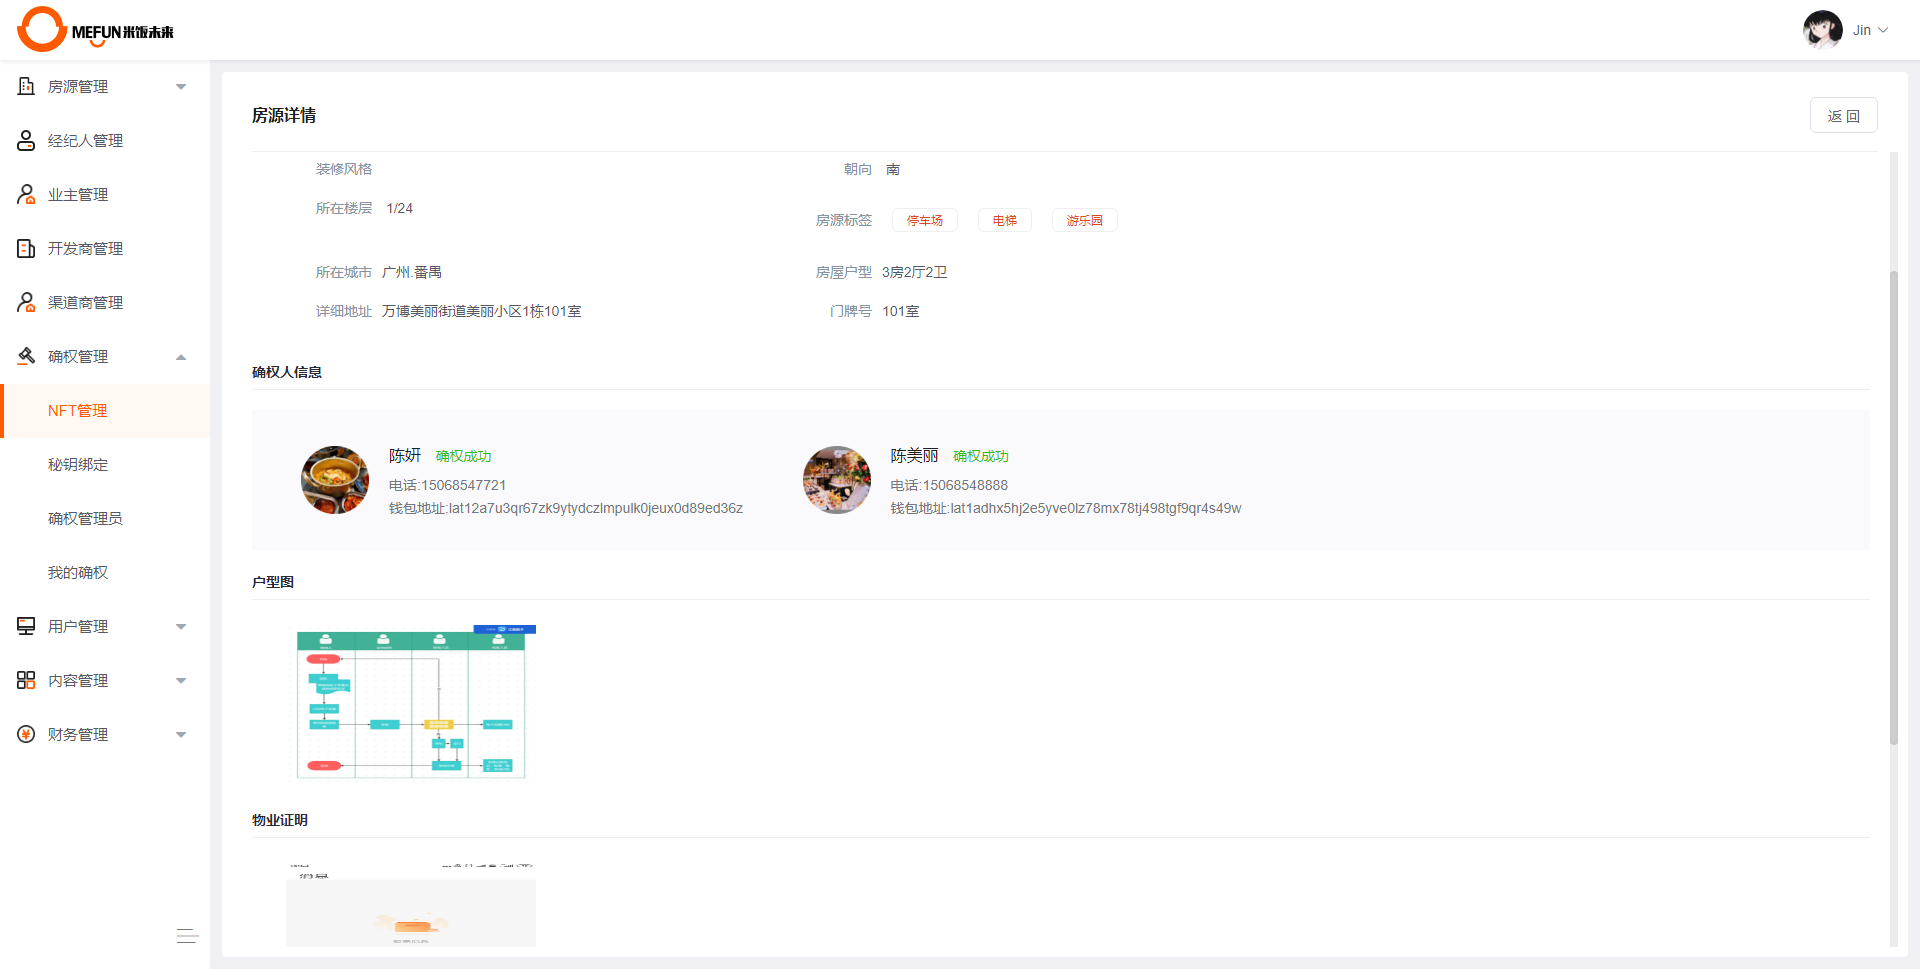 MEFUN米饭未来
Jin
房源管理
经纪人管理
业主管理
开发商管理
渠道商管理
确权管理
NFT管理
秘钥绑定
确权管理员
我的确权
用户管理
内容管理
财务管理
房源详情
返 回
装修风格
朝向 南
所在楼层 1/24
房源标签 停车场 电梯 游乐园
所在城市 广州.番禺
房屋户型 3房2厅2卫
详细地址 万博美丽街道美丽小区1栋101室
门牌号 101室
确权人信息
陈妍 确权成功
电话:15068547721
钱包地址:lat12a7u3qr67zk9ytydczlmpulk0jeux0d89ed36z
陈美丽 确权成功
电话:15068548888
钱包地址:lat1adhx5hj2e5yve0lz78mx78tj498tgf9qr4s49w
户型图
物业证明